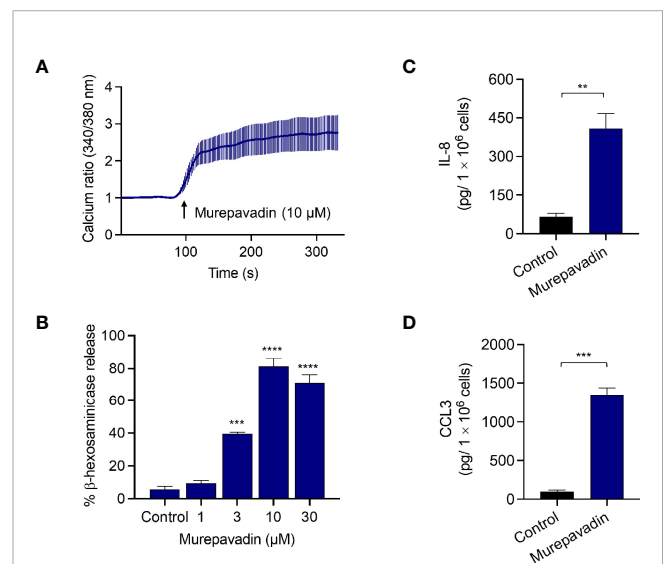 A
Calcium ratio (340/380 nm)
4
3
2
1
0
Murepavadin (10 µM)
100
200
300
Time (s)
B
% β-hexosaminicase release
100
80
60
40
20
0
***
****
****
Control
1
3
10
30
Murepavadin (µM)
C
IL-8
(pg/ 1 × 10⁶ cells)
600
450
300
150
0
**
Control
Murepavadin
D
CCL3
(pg/ 1 × 10⁶ cells)
2000
1500
1000
500
0
***
Control
Murepavadin